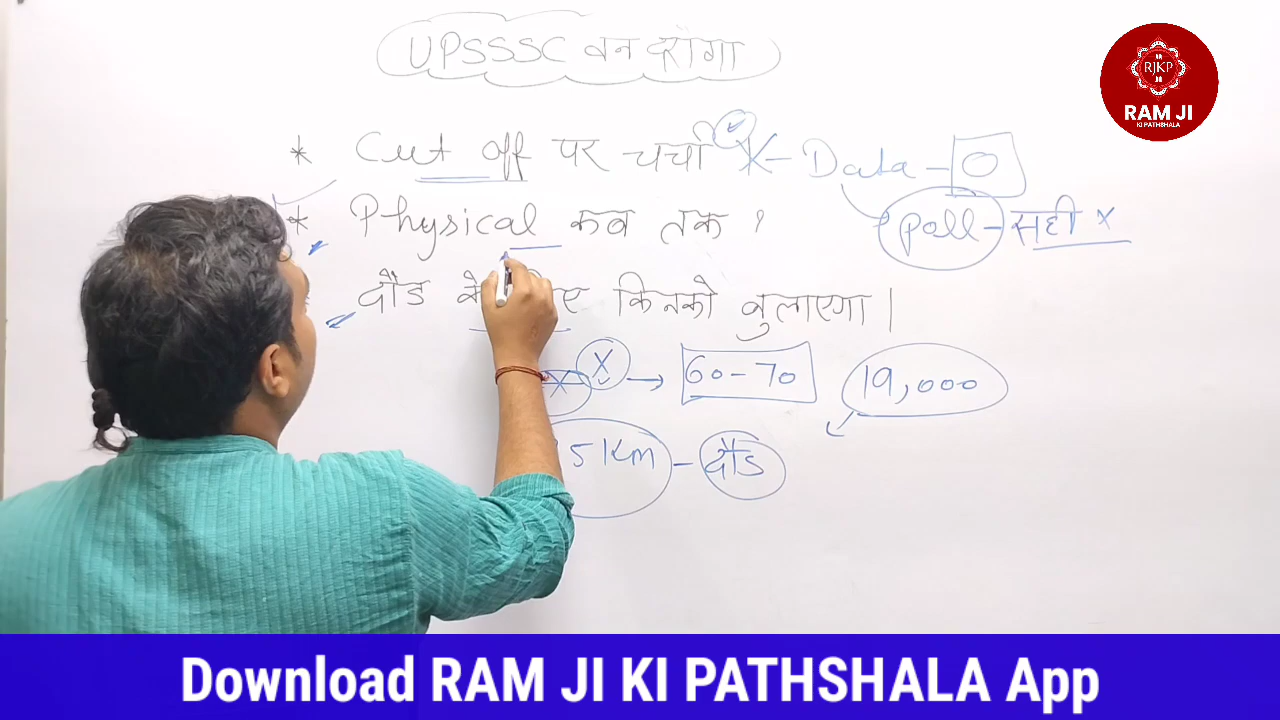 UPSSSC वन दरोगा
* Cut off पर चर्चा X - Data - 0
* Physical कब तक ?
poll - सही x
दौड के लिए किनको बुलाएगा |
X X → 60-70 19,000
5 Km - दौड
RJKP
RAM JI
KI PATHSHALA
Download RAM JI KI PATHSHALA App